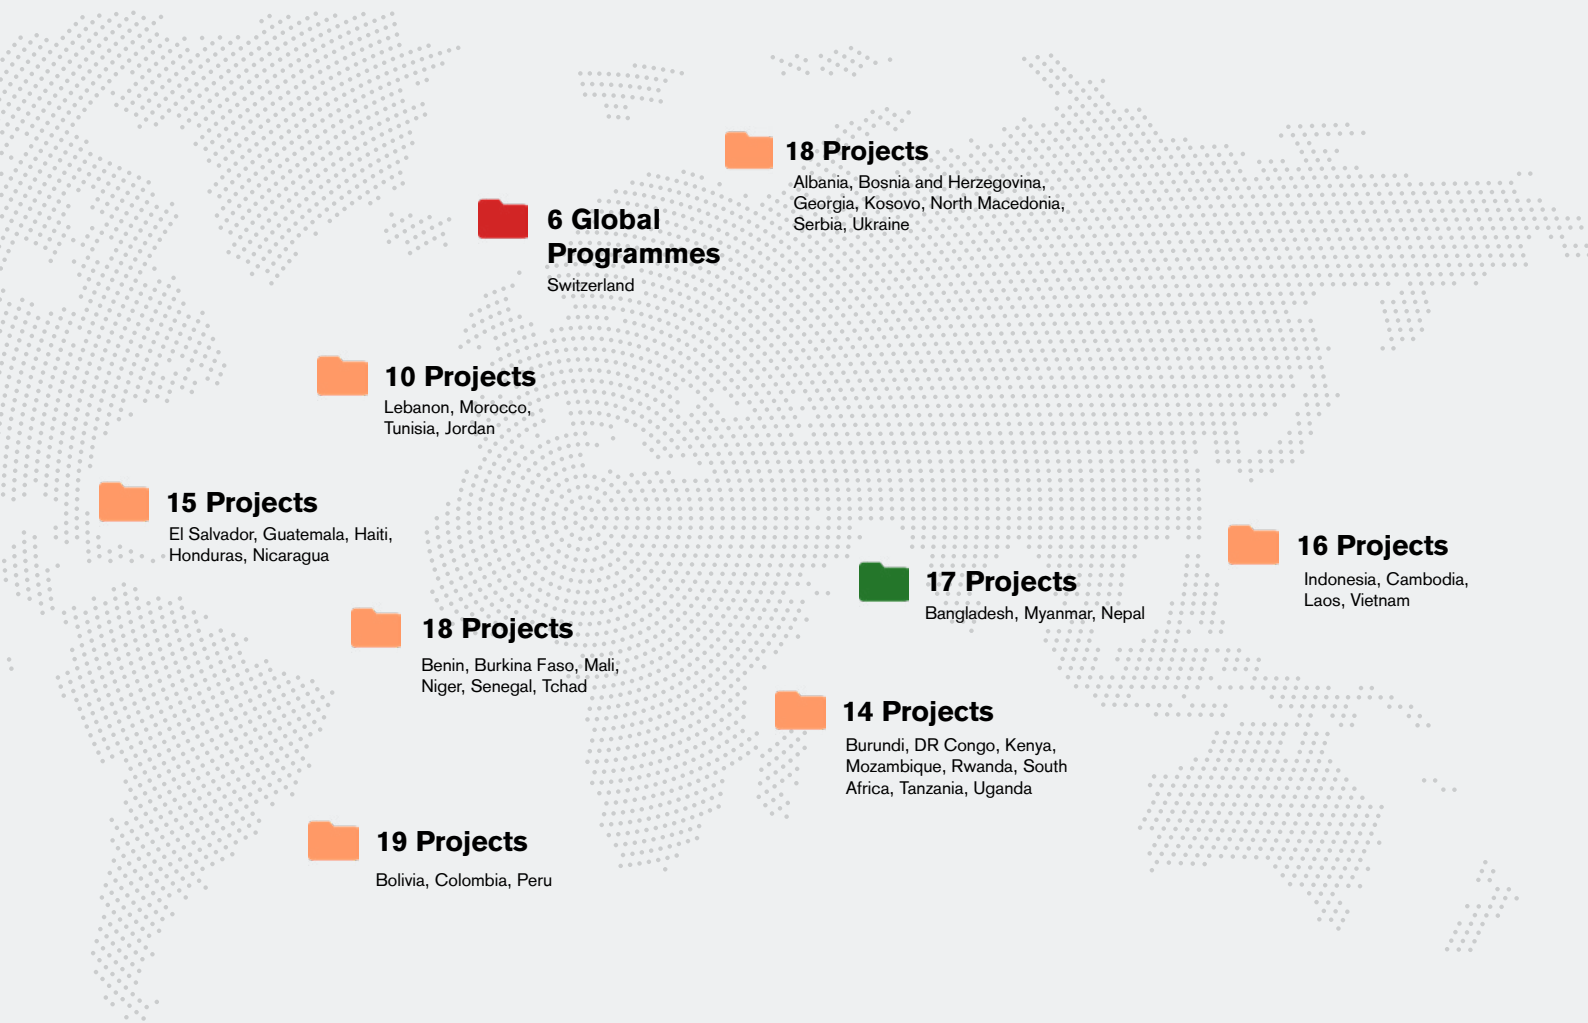 18 Projects
Albania, Bosnia and Herzegovina,
Georgia, Kosovo, North Macedonia,
Serbia, Ukraine
6 Global
Programmes
Switzerland
10 Projects
Lebanon, Morocco,
Tunisia, Jordan
15 Projects
El Salvador, Guatemala, Haiti,
Honduras, Nicaragua
16 Projects
Indonesia, Cambodia,
Laos, Vietnam
17 Projects
Bangladesh, Myanmar, Nepal
18 Projects
Benin, Burkina Faso, Mali,
Niger, Senegal, Tchad
14 Projects
Burundi, DR Congo, Kenya,
Mozambique, Rwanda, South
Africa, Tanzania, Uganda
19 Projects
Bolivia, Colombia, Peru